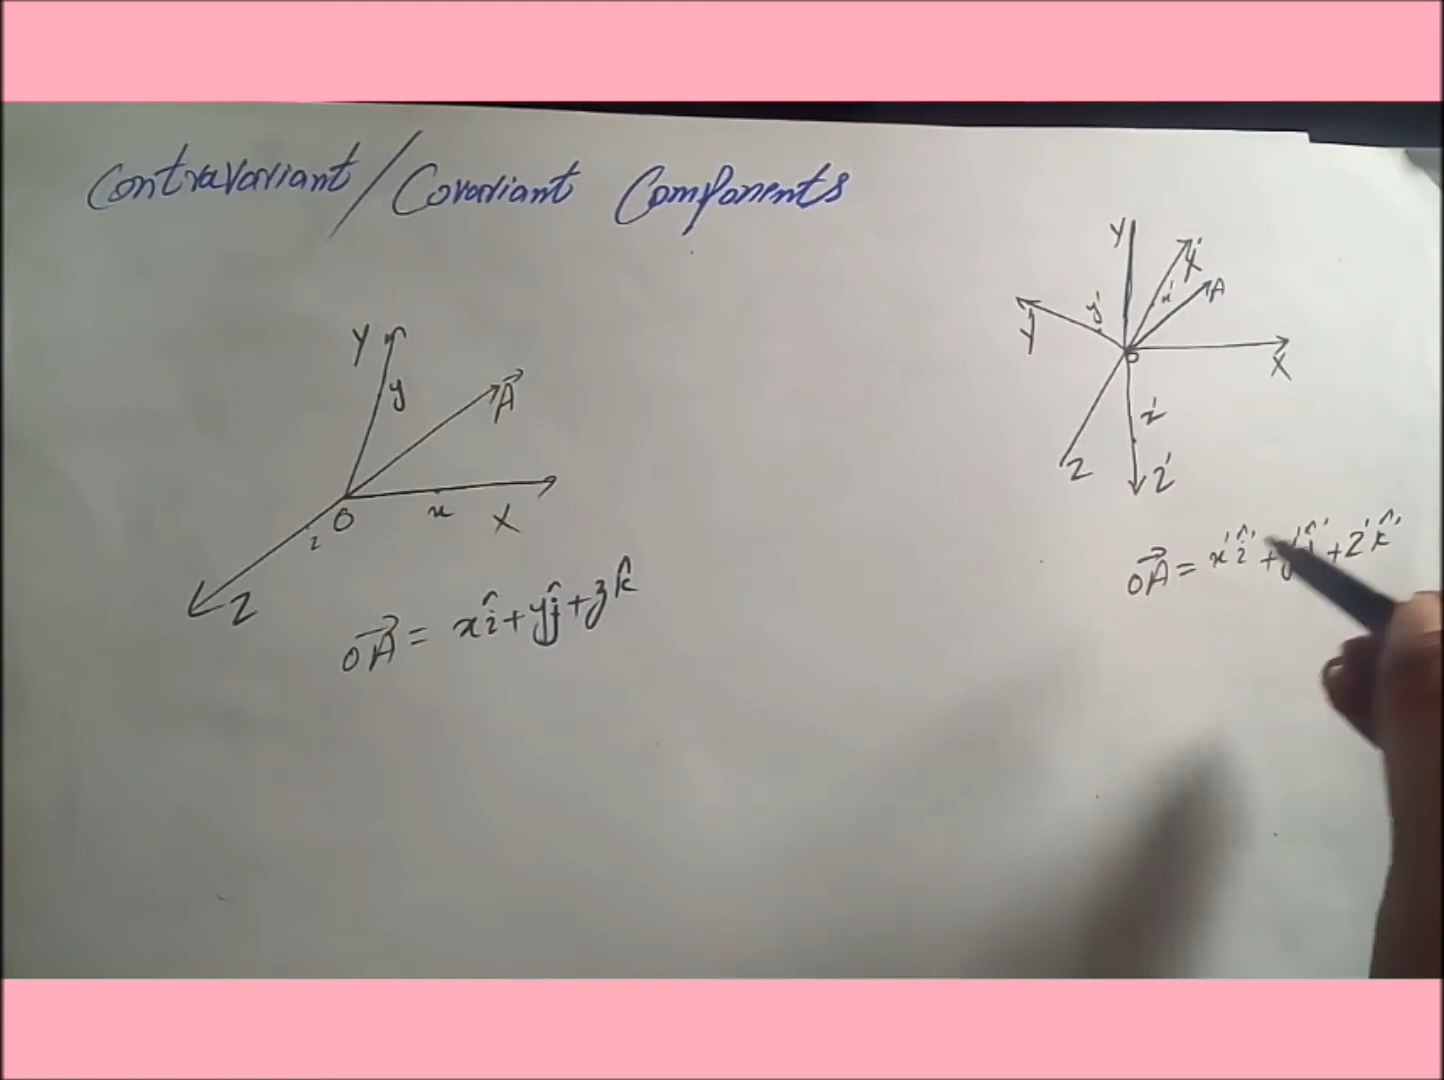 Contravariant/Covariant Components
Y
y
A⃗
O
x
X
z
Z
OA⃗ = xî+yĵ+zk̂
Y
X'
x'
A
y'
Y'
O
X
z'
Z
Z'
OA⃗ = x'î' + y'ĵ' + z'k̂'